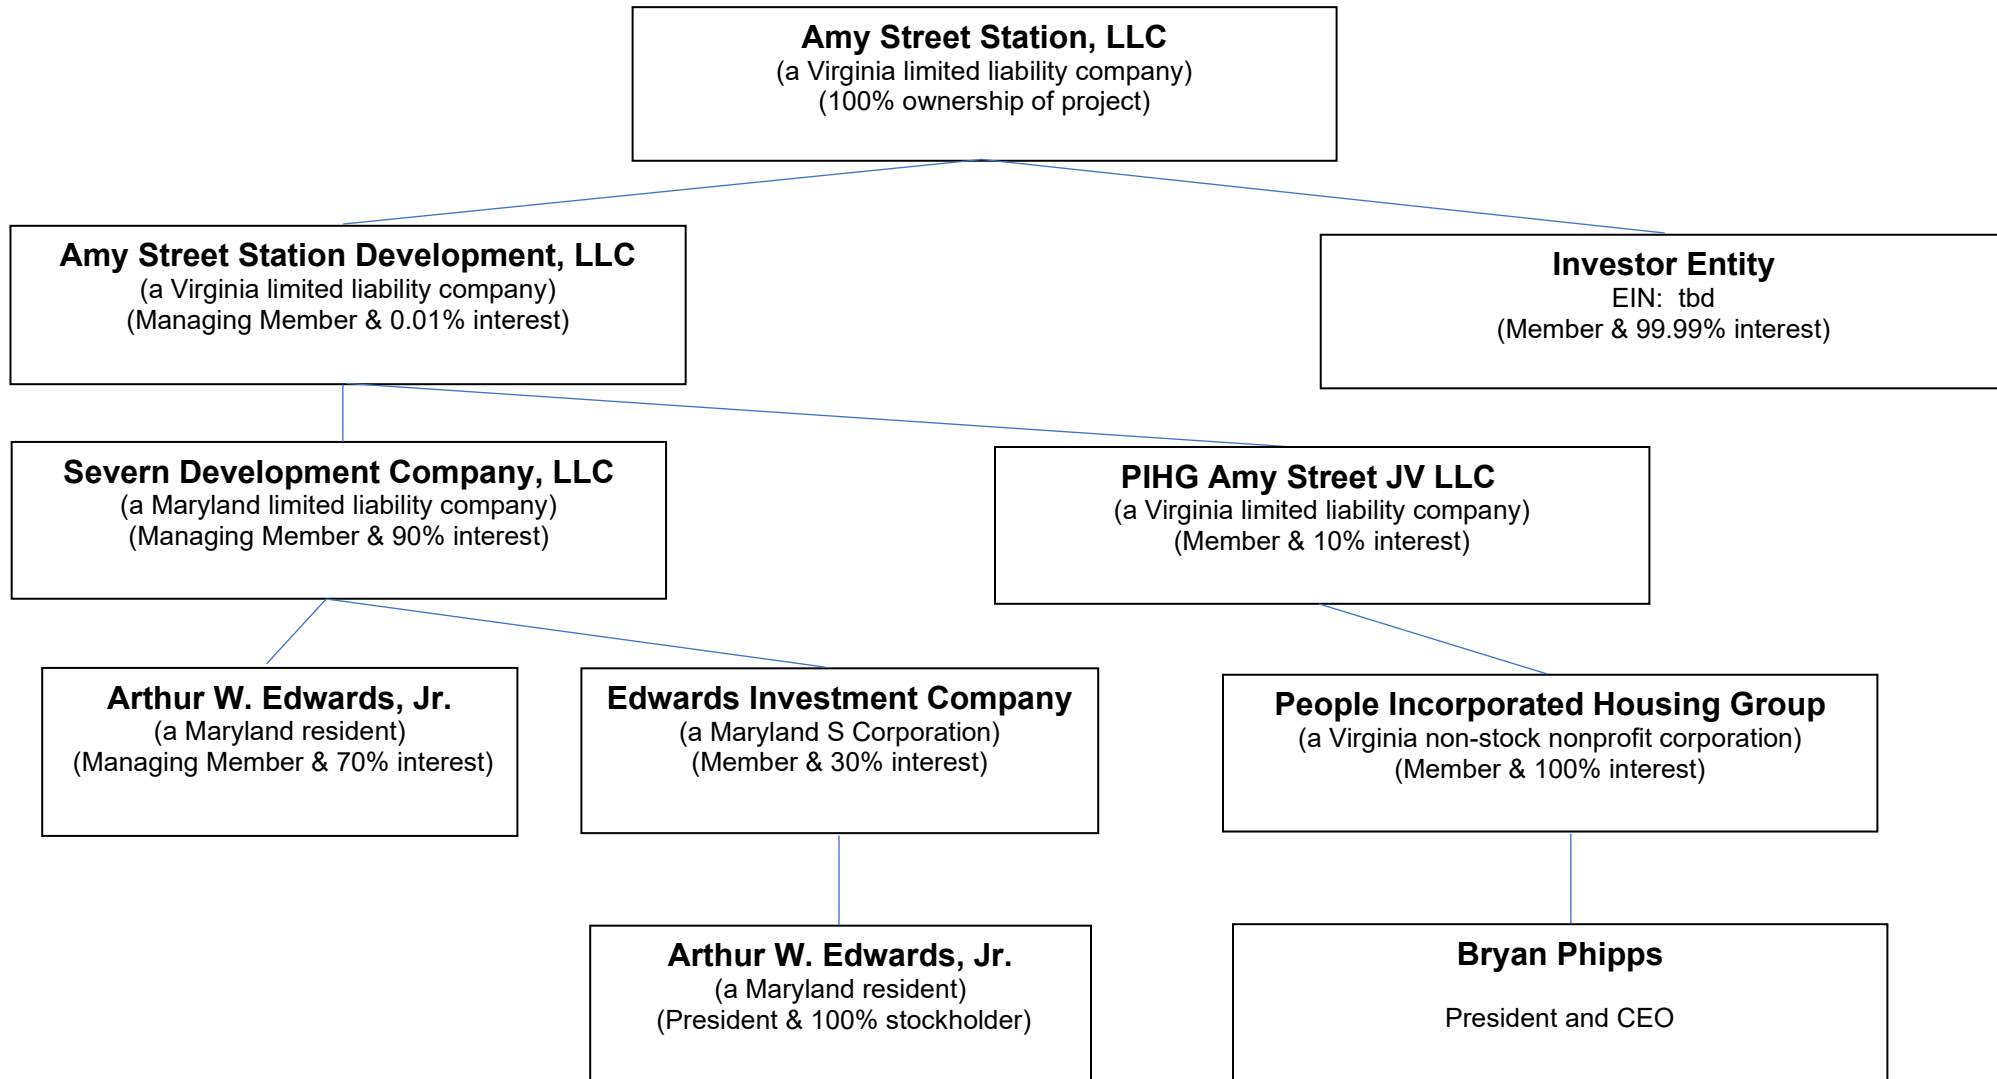 Amy Street Station, LLC
(a Virginia limited liability company)
(100% ownership of project)
Amy Street Station Development, LLC
(a Virginia limited liability company)
(Managing Member & 0.01% interest)
Investor Entity
EIN: tbd
(Member & 99.99% interest)
Severn Development Company, LLC
(a Maryland limited liability company)
(Managing Member & 90% interest)
PIHG Amy Street JV LLC
(a Virginia limited liability company)
(Member & 10% interest)
Arthur W. Edwards, Jr.
(a Maryland resident)
(Managing Member & 70% interest)
Edwards Investment Company
(a Maryland S Corporation)
(Member & 30% interest)
People Incorporated Housing Group
(a Virginia non-stock nonprofit corporation)
(Member & 100% interest)
Arthur W. Edwards, Jr.
(a Maryland resident)
(President & 100% stockholder)
Bryan Phipps
President and CEO